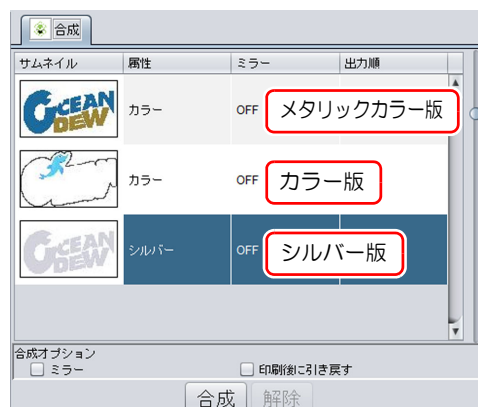 合成
サムネイル 属性 ミラー 出力順
OCEAN DEW カラー OFF メタリックカラー版
カラー OFF カラー版
OCEAN DEW シルバー OFF シルバー版
合成オプション
ミラー 印刷後に引き戻す
合成 解除